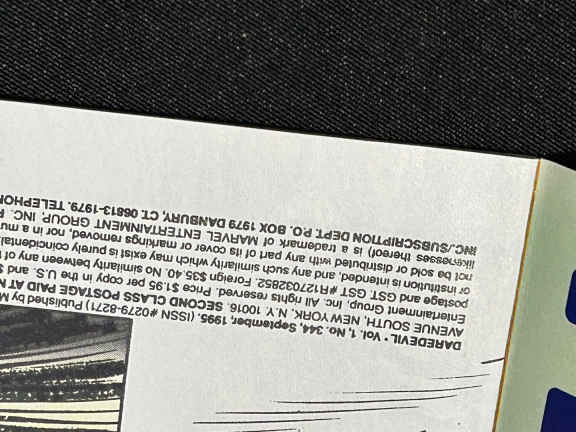 DAREDEVIL • Vol. 1, No. 344, September, 1995. (ISSN #0279-8271) Published by M
AVENUE SOUTH, NEW YORK, N.Y. 10016. SECOND CLASS POSTAGE PAID AT N
Entertainment Group, Inc. All rights reserved. Price $1.95 per copy in the U.S. and
postage and GST. GST #R127032852. Foreign $35.40. No similarity between any of
or institution is intended, and any such similarity which may exist is purely coincidental
not be sold or distributed with any part of its cover or markings removed, nor in a mu
likenesses thereof) is a trademark of MARVEL ENTERTAINMENT GROUP, INC.
INC./SUBSCRIPTION DEPT. P.O. BOX 1979 DANBURY, CT. 06813-1979. TELEPHON